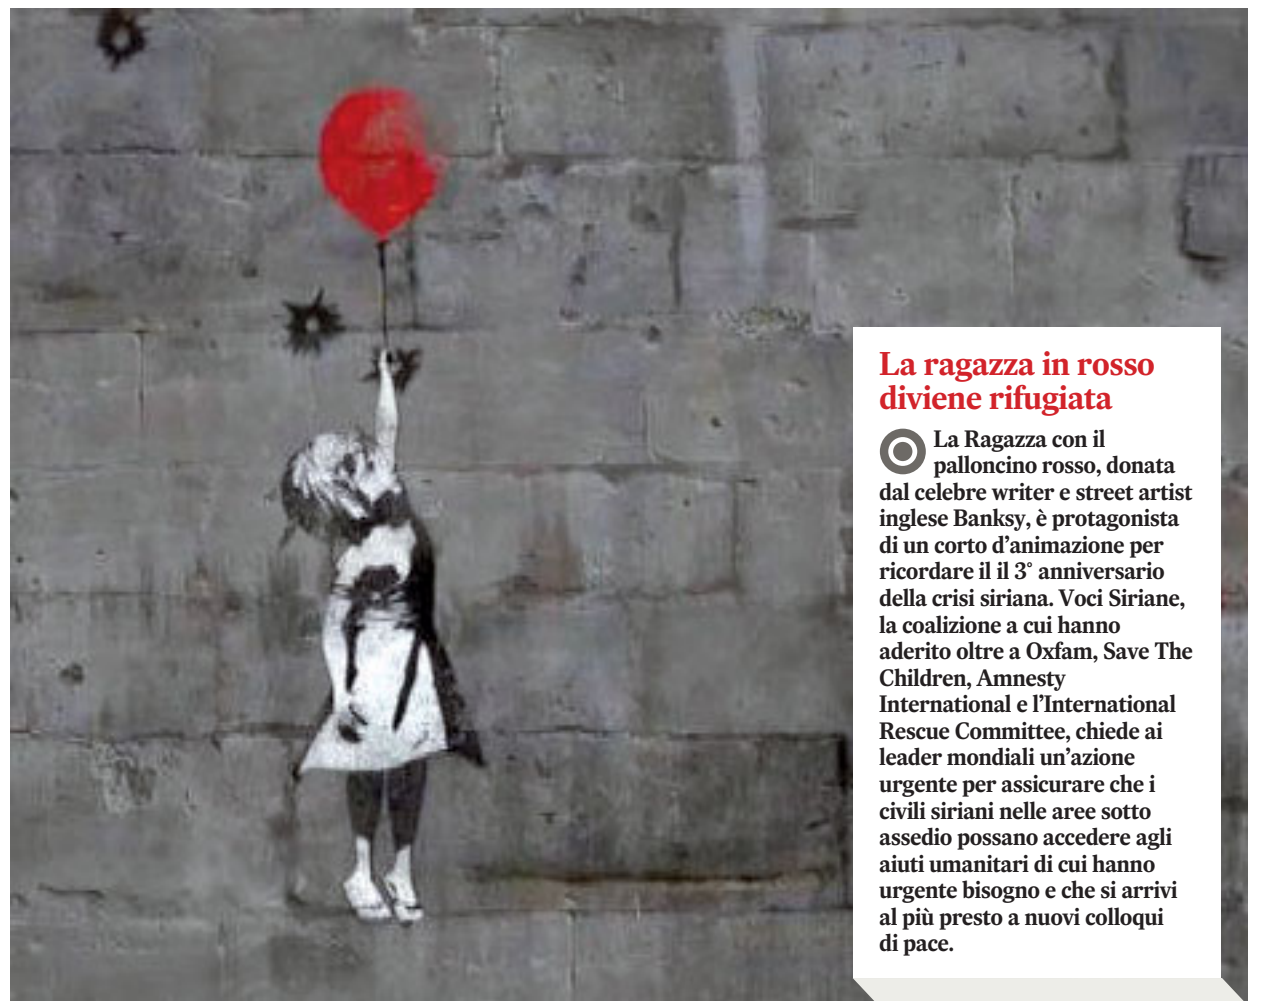 La ragazza in rosso
diviene rifugiata
La Ragazza con il
palloncino rosso, donata
dal celebre writer e street artist
inglese Banksy, è protagonista
di un corto d’animazione per
ricordare il il 3° anniversario
della crisi siriana. Voci Siriane,
la coalizione a cui hanno
aderito oltre a Oxfam, Save The
Children, Amnesty
International e l’International
Rescue Committee, chiede ai
leader mondiali un’azione
urgente per assicurare che i
civili siriani nelle aree sotto
assedio possano accedere agli
aiuti umanitari di cui hanno
urgente bisogno e che si arrivi
al più presto a nuovi colloqui
di pace.